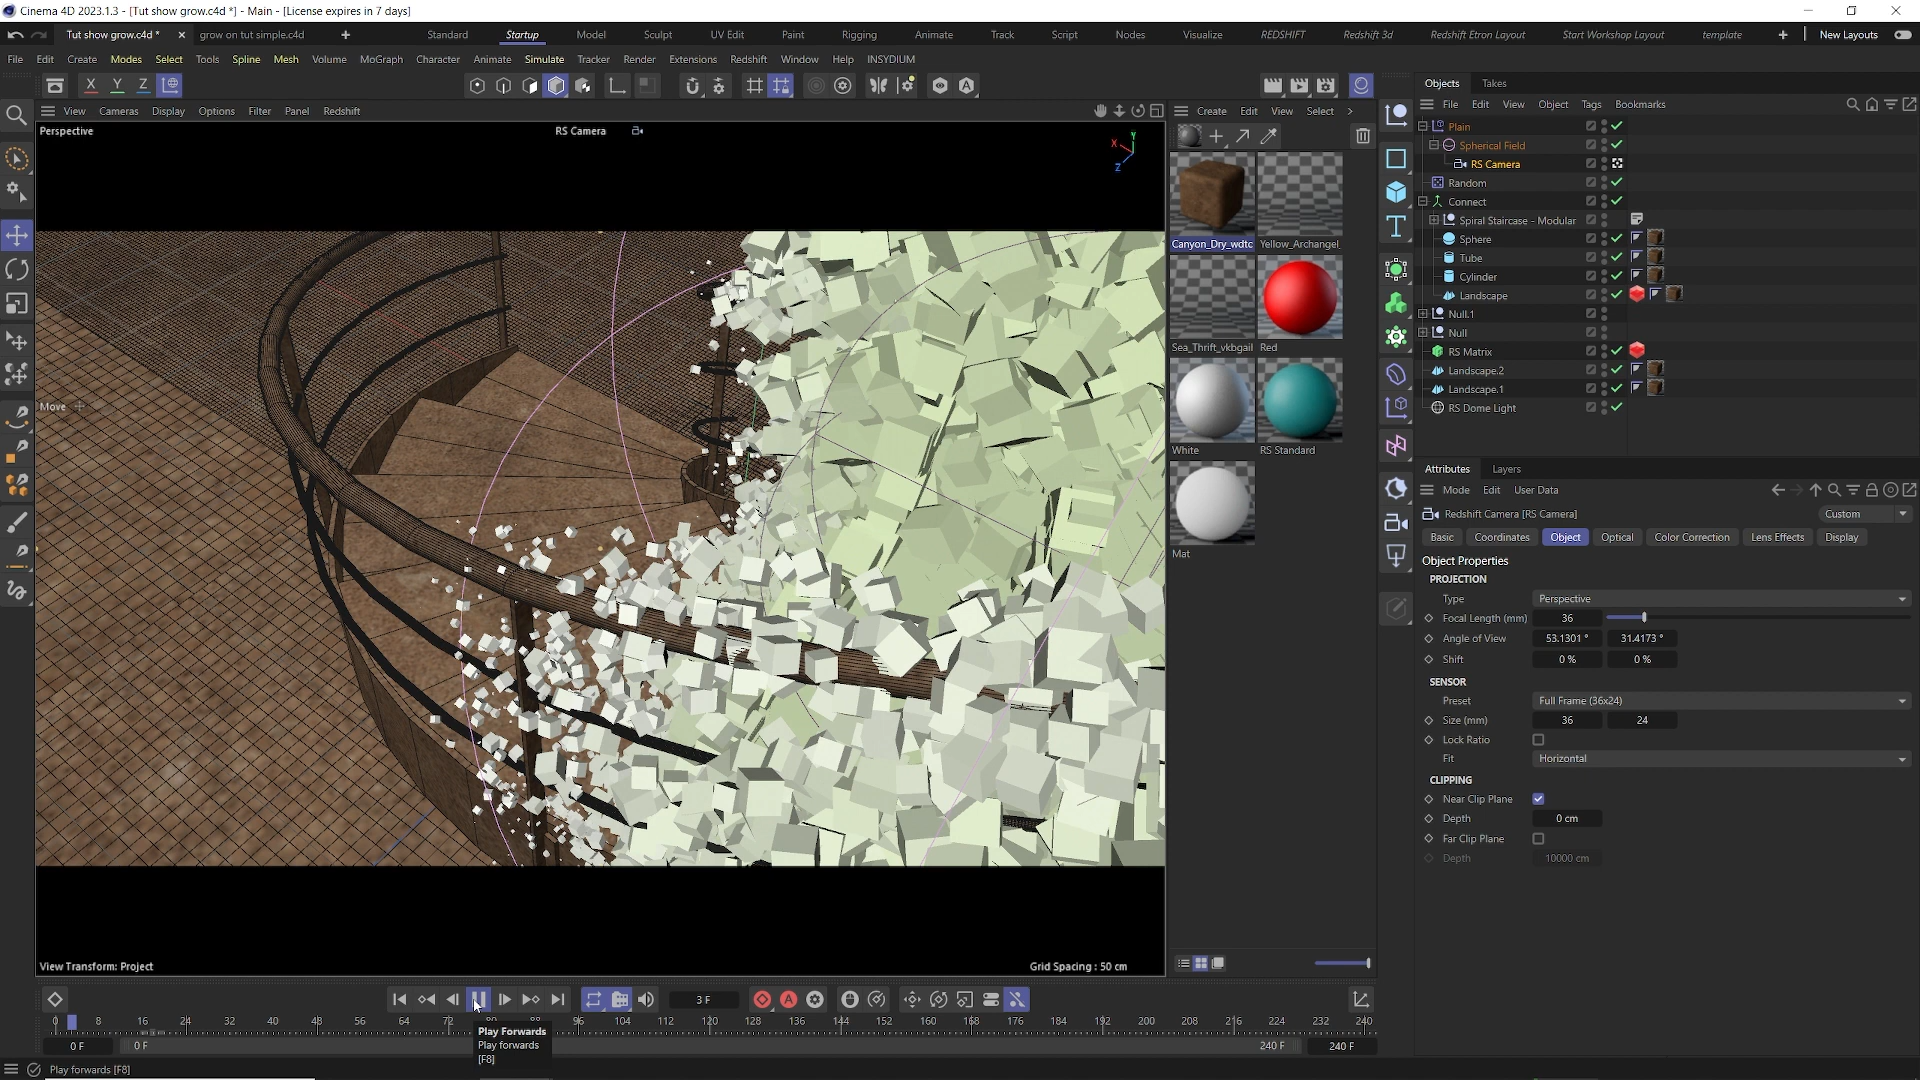 Cinema 4D 2023.1.3 - [Tut show grow.c4d *] - Main - [License expires in 7 days]
Tut show grow.c4d * grow on tut simple.c4d Standard Startup Model Sculpt UV Edit Paint Rigging Animate Track Script Nodes Visualize REDSHIFT Redshift 3d Redshift Etron Layout Start Workshop Layout template New Layouts
File Edit Create Modes Select Tools Spline Mesh Volume MoGraph Character Animate Simulate Tracker Render Extensions Redshift Window Help INSYDIUM
X Y Z
Objects Takes
File Edit View Object Tags Bookmarks
View Cameras Display Options Filter Panel Redshift
Create Edit View Select
Perspective
RS Camera
Y
X
Z
Move
View Transform: Project
Grid Spacing : 50 cm
Canyon_Dry_wdtc Yellow_Archangel_
Sea_Thrift_vkbgail Red
White RS Standard
Mat
Plain
Spherical Field
RS Camera
Random
Connect
Spiral Staircase - Modular
Sphere
Tube
Cylinder
Landscape
Null.1
Null
RS Matrix
Landscape.2
Landscape.1
RS Dome Light
Attributes Layers
Mode Edit User Data
Redshift Camera [RS Camera] Custom
Basic Coordinates Object Optical Color Correction Lens Effects Display
Object Properties
PROJECTION
Type Perspective
Focal Length (mm) 36
Angle of View 53.1301 ° 31.4173 °
Shift 0 % 0 %
SENSOR
Preset Full Frame (36x24)
Size (mm) 36 24
Lock Ratio
Fit Horizontal
CLIPPING
Near Clip Plane
Depth 0 cm
Far Clip Plane
Depth 10000 cm
3 F
0 8 16 24 32 40 48 56 64 72 80 88 96 104 112 120 128 136 144 152 160 168 176 184 192 200 208 216 224 232 240
0 F 0 F 240 F 240 F
Play Forwards
Play forwards
[F8]
Play forwards [F8]